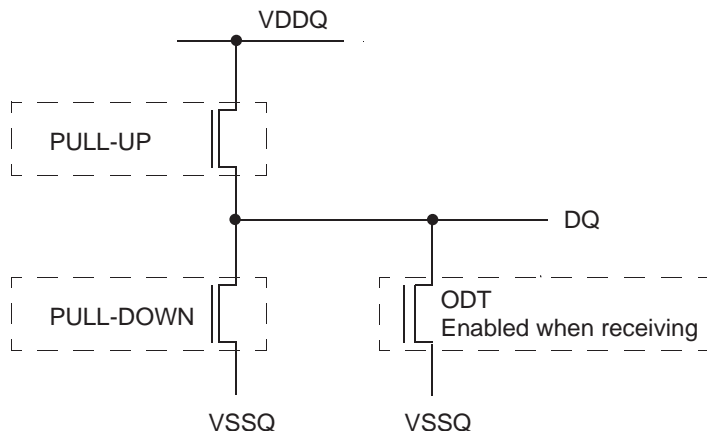 VDDQ
PULL-UP
DQ
PULL-DOWN
ODT
Enabled when receiving
VSSQ
VSSQ